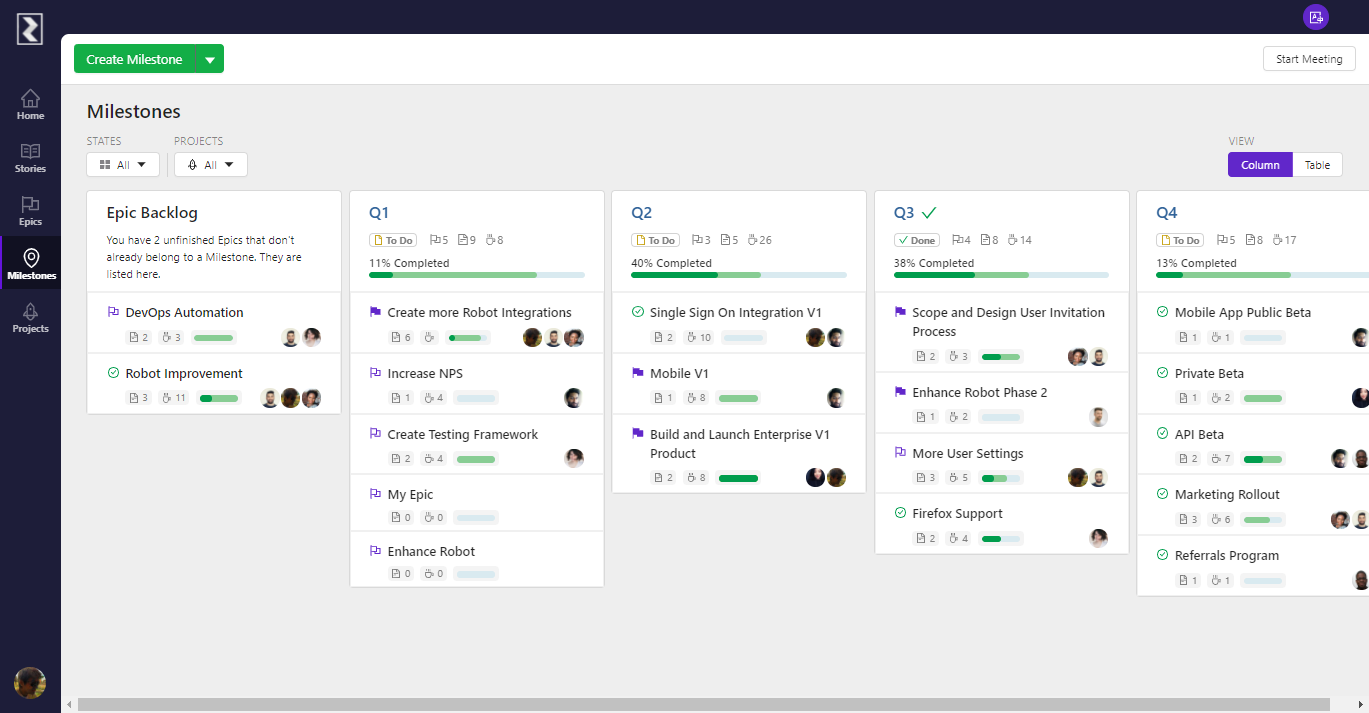 Create Milestone
Start Meeting
Home
Stories
Epics
Milestones
Projects
Milestones
STATES
PROJECTS
VIEW
All
All
Column
Table
Epic Backlog
You have 2 unfinished Epics that don't
already belong to a Milestone. They are
listed here.
DevOps Automation
2 3
Robot Improvement
3 11
Q1
To Do 5 9 8
11% Completed
Create more Robot Integrations
6
Increase NPS
1 4
Create Testing Framework
2 4
My Epic
0 0
Enhance Robot
0 0
Q2
To Do 3 5 26
40% Completed
Single Sign On Integration V1
2 10
Mobile V1
1 8
Build and Launch Enterprise V1
Product
2 8
Q3
Done 4 8 14
38% Completed
Scope and Design User Invitation
Process
2 3
Enhance Robot Phase 2
1 2
More User Settings
3 5
Firefox Support
2 4
Q4
To Do 5 8 17
13% Completed
Mobile App Public Beta
1 1
Private Beta
1 2
API Beta
2 7
Marketing Rollout
3 6
Referrals Program
1 1